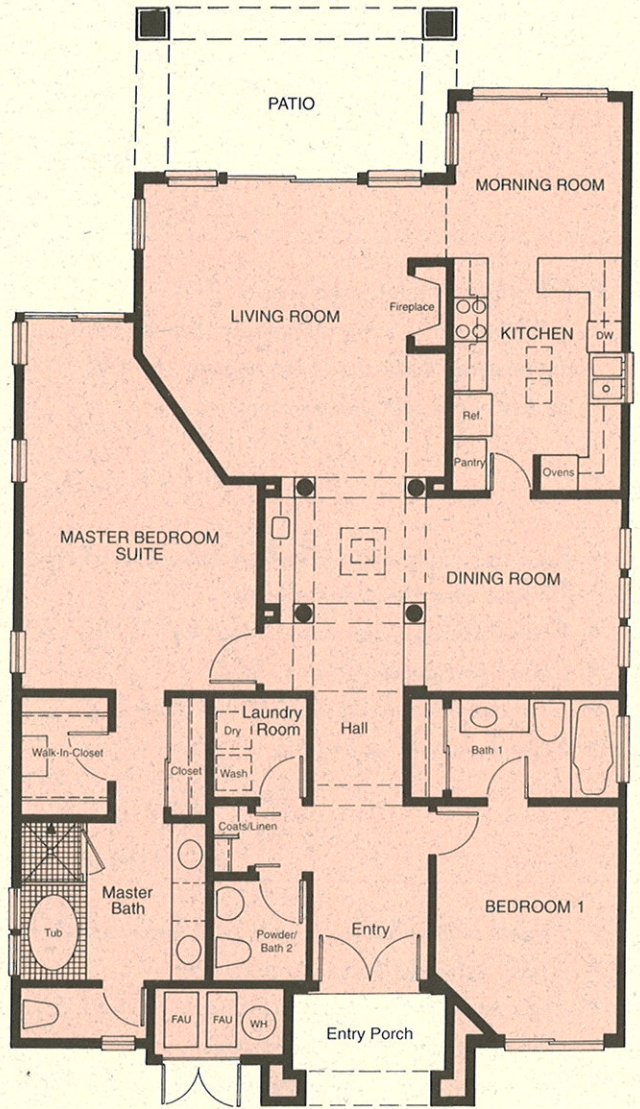 PATIO
MORNING ROOM
LIVING ROOM
Fireplace
KITCHEN
DW
Ref.
Pantry
Ovens
MASTER BEDROOM
SUITE
DINING ROOM
Walk-In-Closet
Closet
Laundry
Room
Dry
Wash
Hall
Bath 1
Coats/Linen
Master
Bath
Tub
Powder/
Bath 2
Entry
BEDROOM 1
FAU
FAU
WH
Entry Porch